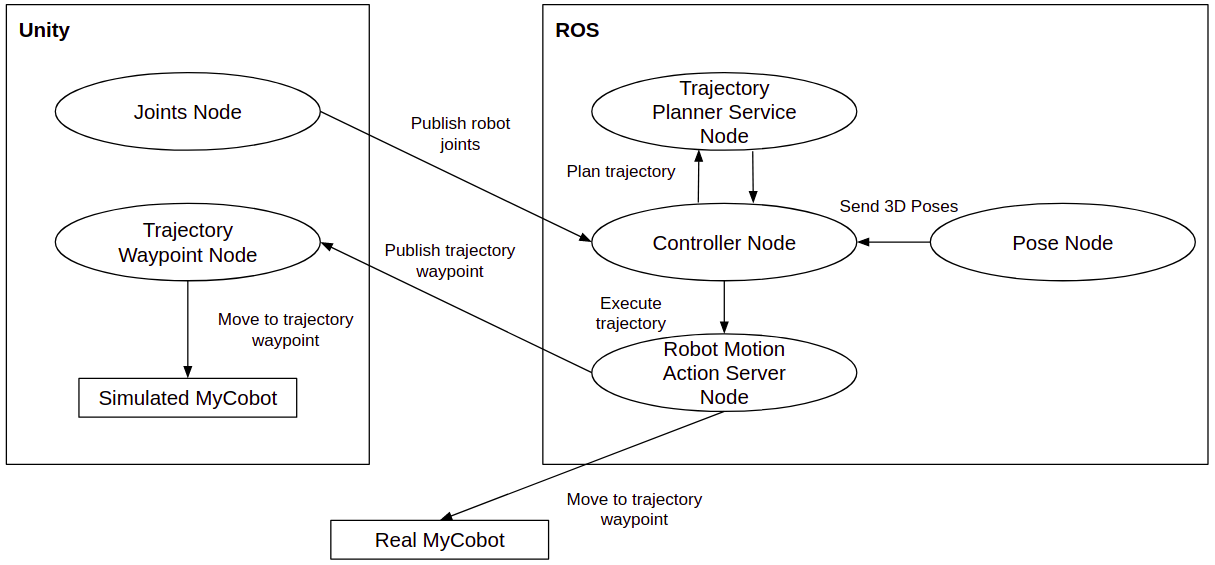 Unity
Joints Node
Trajectory
Waypoint Node
Move to trajectory
waypoint
Simulated MyCobot
Publish robot
joints
Publish trajectory
waypoint
ROS
Trajectory
Planner Service
Node
Plan trajectory
Send 3D Poses
Controller Node
Pose Node
Execute
trajectory
Robot Motion
Action Server
Node
Move to trajectory
waypoint
Real MyCobot